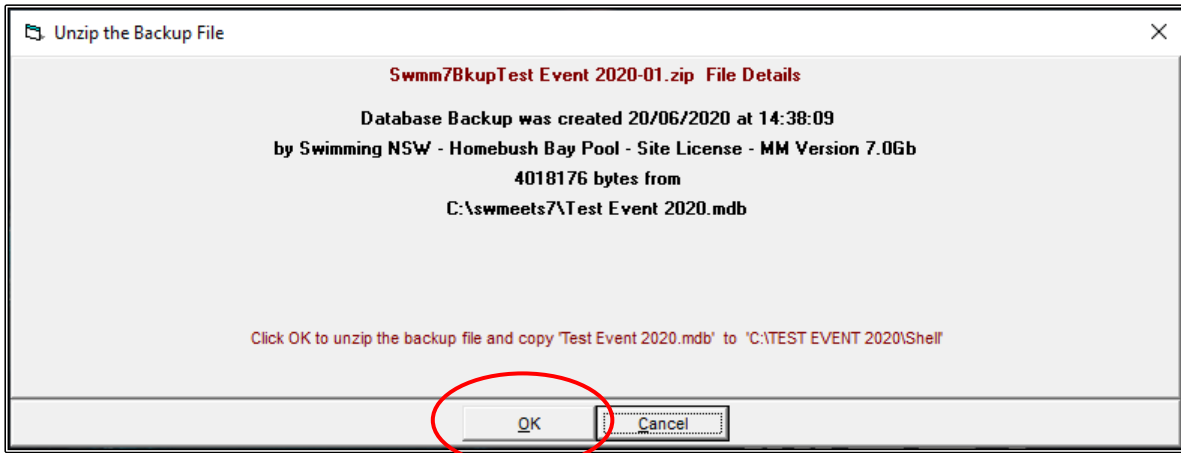 Unzip the Backup File
Swmm7BkupTest Event 2020-01.zip File Details
Database Backup was created 20/06/2020 at 14:38:09
by Swimming NSW - Homebush Bay Pool - Site License - MM Version 7.0Gb
4018176 bytes from
C:\swmeets7\Test Event 2020.mdb
Click OK to unzip the backup file and copy 'Test Event 2020.mdb' to 'C:\TEST EVENT 2020\Shell'
OK
Cancel